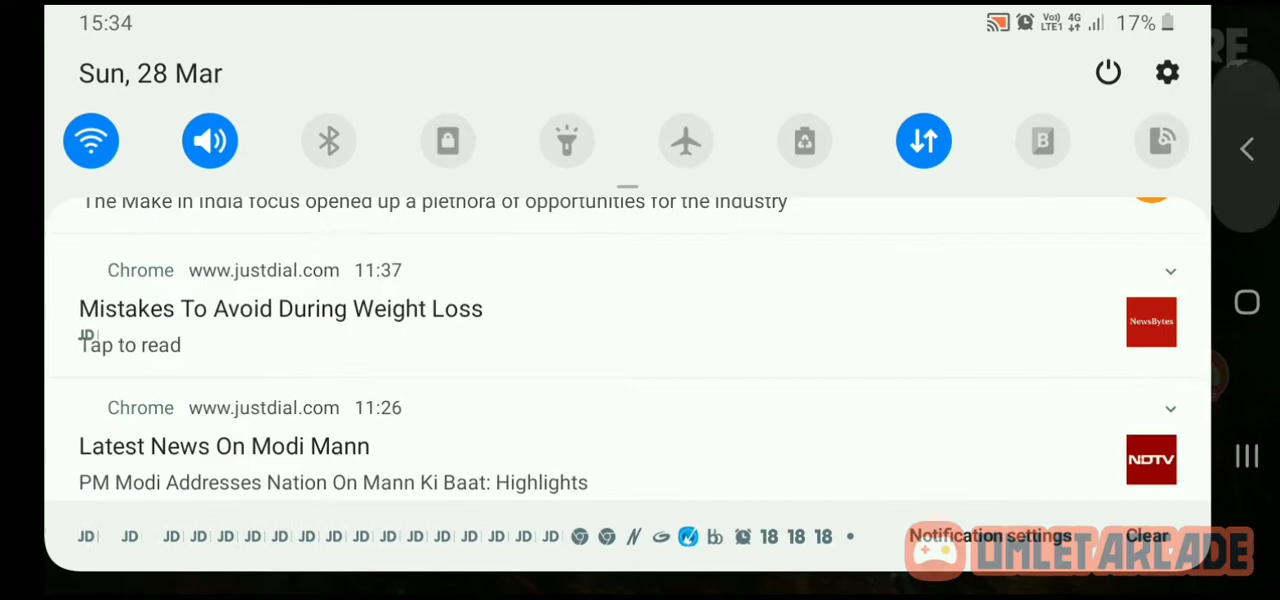 15:34
Vo) LTE1 4G 17%
Sun, 28 Mar
The Make in India focus opened up a plethora of opportunities for the industry
Chrome www.justdial.com 11:37
Mistakes To Avoid During Weight Loss
NewsBytes
JD
Tap to read
Chrome www.justdial.com 11:26
Latest News On Modi Mann
NDTV
PM Modi Addresses Nation On Mann Ki Baat: Highlights
JD JD JD JD JD JD JD JD JD JD JD JD JD JD JD JD JD N bb 18 18 18 Notification settings Clear
OMLET ARCADE